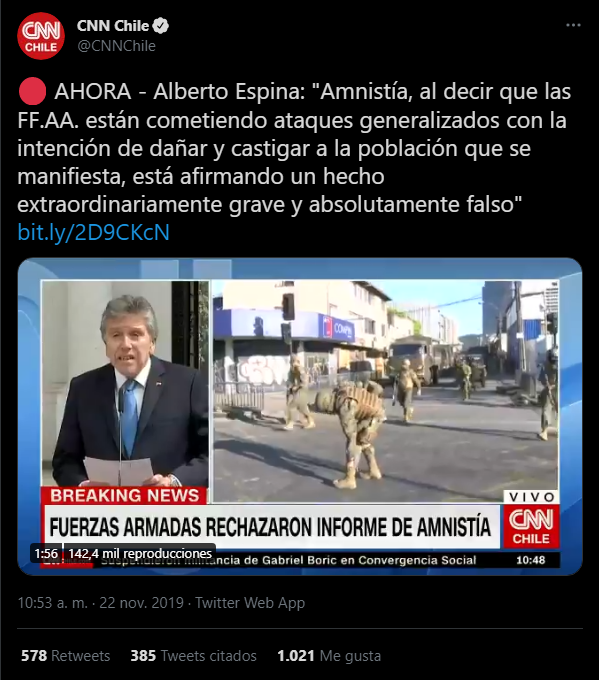 CNN Chile
@CNNChile
CNN
CHILE
AHORA - Alberto Espina: "Amnistía, al decir que las
FF.AA. están cometiendo ataques generalizados con la
intención de dañar y castigar a la población que se
manifiesta, está afirmando un hecho
extraordinariamente grave y absolutamente falso"
bit.ly/2D9CKcN
BREAKING NEWS
VIVO
FUERZAS ARMADAS RECHAZARON INFORME DE AMNISTÍA
CNN
CHILE
1:56 142,4 mil reproducciones
Suspendieron militancia de Gabriel Boric en Convergencia Social
10:48
10:53 a. m. · 22 nov. 2019 · Twitter Web App
578 Retweets 385 Tweets citados 1.021 Me gusta